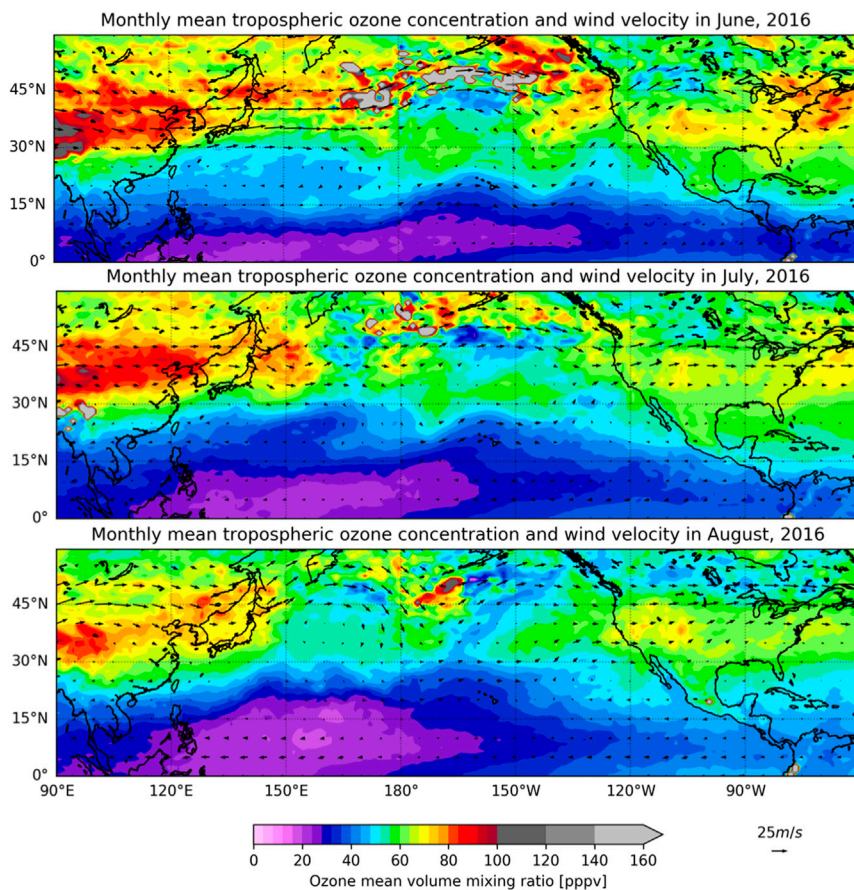 Monthly mean tropospheric ozone concentration and wind velocity in June, 2016
45°N
30°N
15°N
0°
Monthly mean tropospheric ozone concentration and wind velocity in July, 2016
45°N
30°N
15°N
0°
Monthly mean tropospheric ozone concentration and wind velocity in August, 2016
45°N
30°N
15°N
0°
90°E 120°E 150°E 180° 150°W 120°W 90°W
25m/s
0 20 40 60 80 100 120 140 160
Ozone mean volume mixing ratio [pppv]